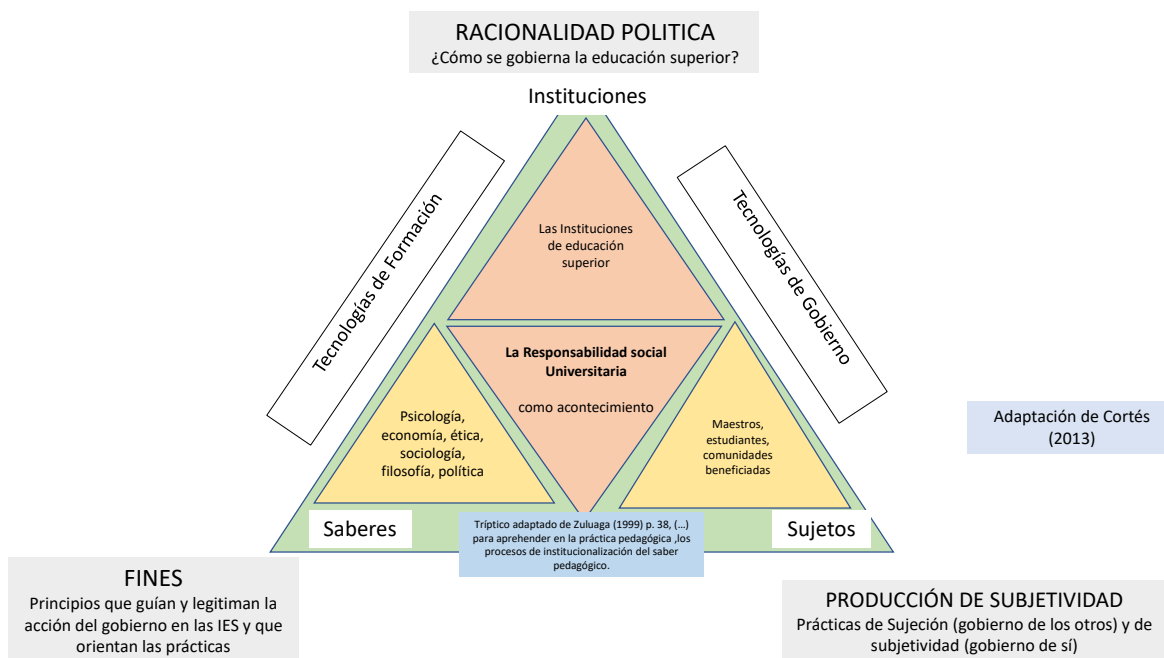 RACIONALIDAD POLITICA
¿Cómo se gobierna la educación superior?
Instituciones
Tecnologías de Formación
Tecnologías de Gobierno
Las Instituciones
de educación
superior
La Responsabilidad social
Universitaria
como acontecimiento
Psicología,
economía, ética,
sociología,
filosofía, política
Maestros,
estudiantes,
comunidades
beneficiadas
Adaptación de Cortés
(2013)
Saberes
Tríptico adaptado de Zuluaga (1999) p. 38, (...)
para aprehender en la práctica pedagógica ,los
procesos de institucionalización del saber
pedagógico.
Sujetos
FINES
Principios que guían y legitiman la
acción del gobierno en las IES y que
orientan las prácticas
PRODUCCIÓN DE SUBJETIVIDAD
Prácticas de Sujeción (gobierno de los otros) y de
subjetividad (gobierno de sí)